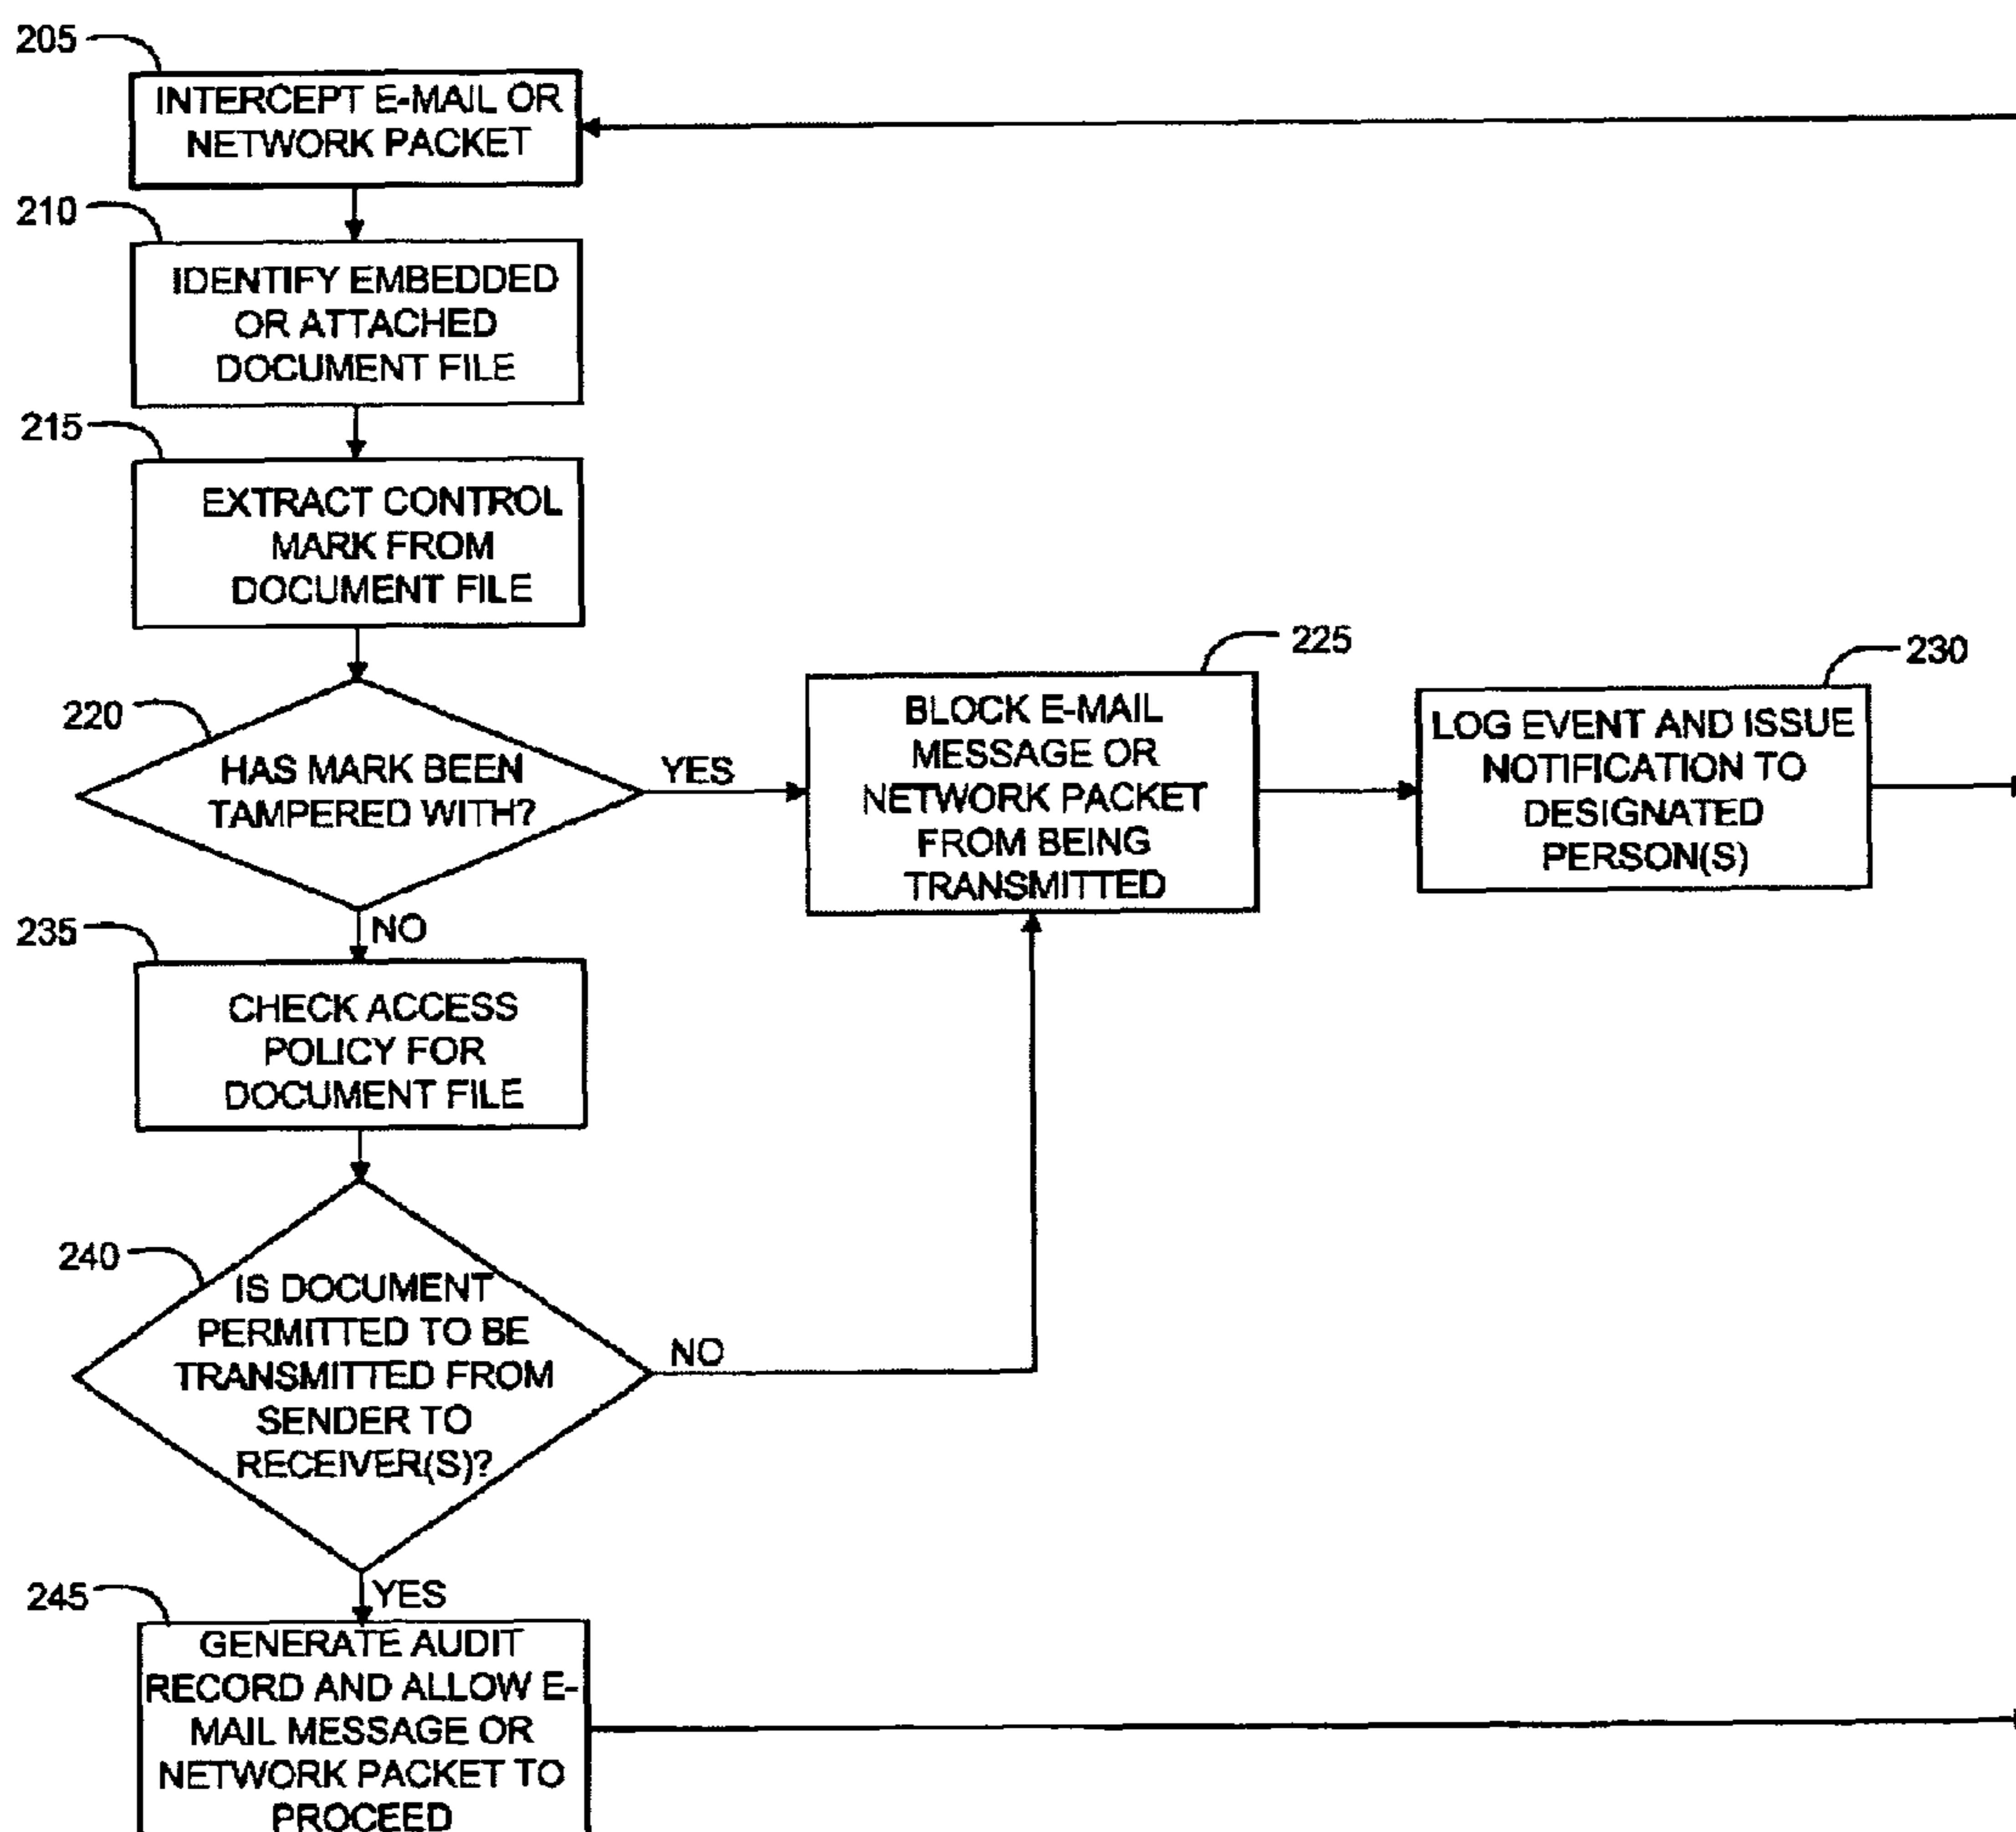 205
INTERCEPT E-MAIL OR
NETWORK PACKET
210
IDENTIFY EMBEDDED
OR ATTACHED
DOCUMENT FILE
215
EXTRACT CONTROL
MARK FROM
DOCUMENT FILE
220
HAS MARK BEEN
TAMPERED WITH?
YES
225
BLOCK E-MAIL
MESSAGE OR
NETWORK PACKET
FROM BEING
TRANSMITTED
230
LOG EVENT AND ISSUE
NOTIFICATION TO
DESIGNATED
PERSON(S)
NO
235
CHECK ACCESS
POLICY FOR
DOCUMENT FILE
240
IS DOCUMENT
PERMITTED TO BE
TRANSMITTED FROM
SENDER TO
RECEIVER(S)?
NO
YES
245
GENERATE AUDIT
RECORD AND ALLOW E-
MAIL MESSAGE OR
NETWORK PACKET TO
PROCEED